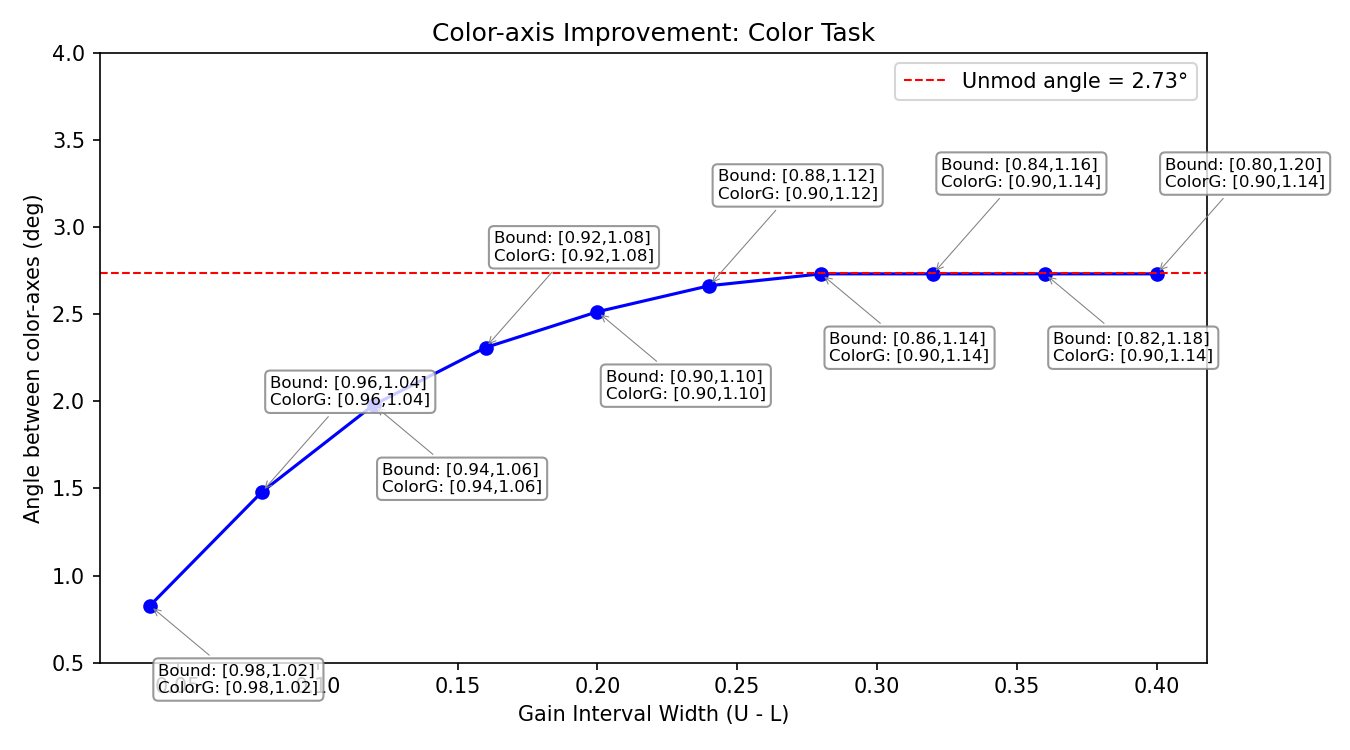 Color-axis Improvement: Color Task
4.0
3.5
3.0
2.5
2.0
1.5
1.0
0.5
Angle between color-axes (deg)
Unmod angle = 2.73°
Bound: [0.98,1.02]
ColorG: [0.98,1.02]
Bound: [0.96,1.04]
ColorG: [0.96,1.04]
Bound: [0.94,1.06]
ColorG: [0.94,1.06]
Bound: [0.92,1.08]
ColorG: [0.92,1.08]
Bound: [0.90,1.10]
ColorG: [0.90,1.10]
Bound: [0.88,1.12]
ColorG: [0.90,1.12]
Bound: [0.86,1.14]
ColorG: [0.90,1.14]
Bound: [0.84,1.16]
ColorG: [0.90,1.14]
Bound: [0.82,1.18]
ColorG: [0.90,1.14]
Bound: [0.80,1.20]
ColorG: [0.90,1.14]
0.10
0.15
0.20
0.25
0.30
0.35
0.40
Gain Interval Width (U - L)